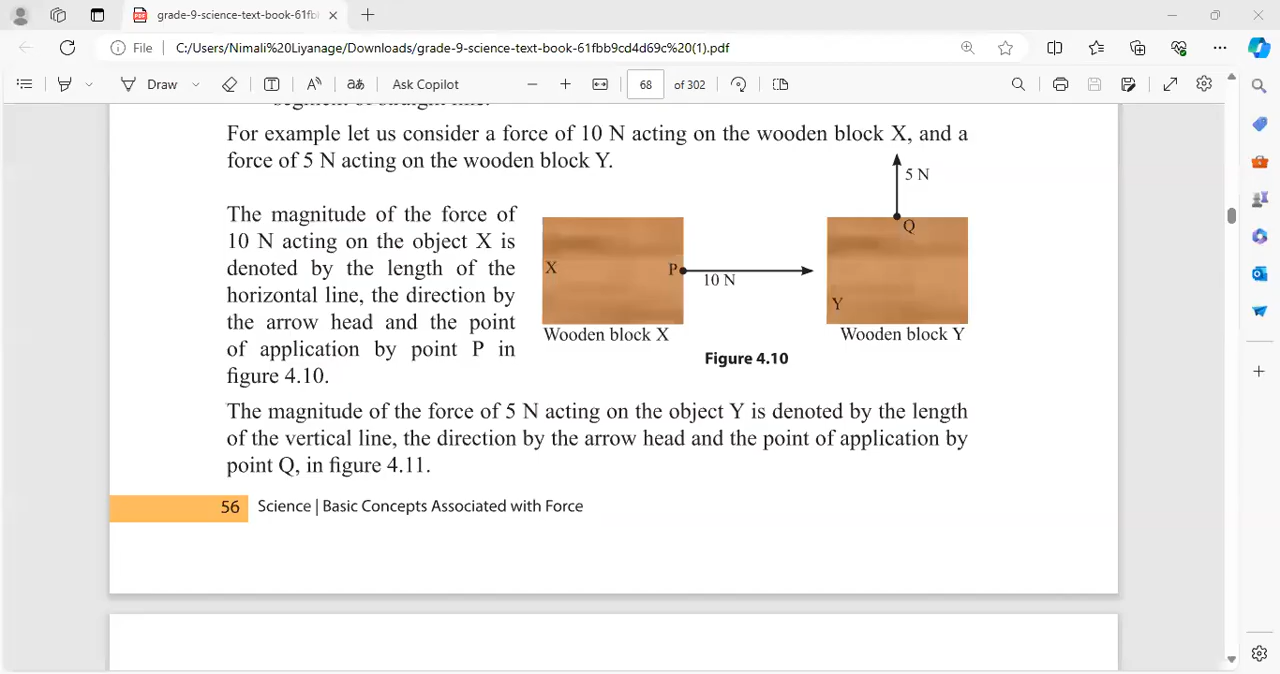 grade-9-science-text-book-61fb
File
C:/Users/Nimali%20Liyanage/Downloads/grade-9-science-text-book-61fbb9cd4d69c%20(1).pdf
Draw
Ask Copilot
68 of 302
For example let us consider a force of 10 N acting on the wooden block X, and a
force of 5 N acting on the wooden block Y.
The magnitude of the force of
10 N acting on the object X is
denoted by the length of the
horizontal line, the direction by
the arrow head and the point
of application by point P in
figure 4.10.
X
P
10 N
Wooden block X
5 N
Q
Y
Wooden block Y
Figure 4.10
The magnitude of the force of 5 N acting on the object Y is denoted by the length
of the vertical line, the direction by the arrow head and the point of application by
point Q, in figure 4.11.
56 Science | Basic Concepts Associated with Force